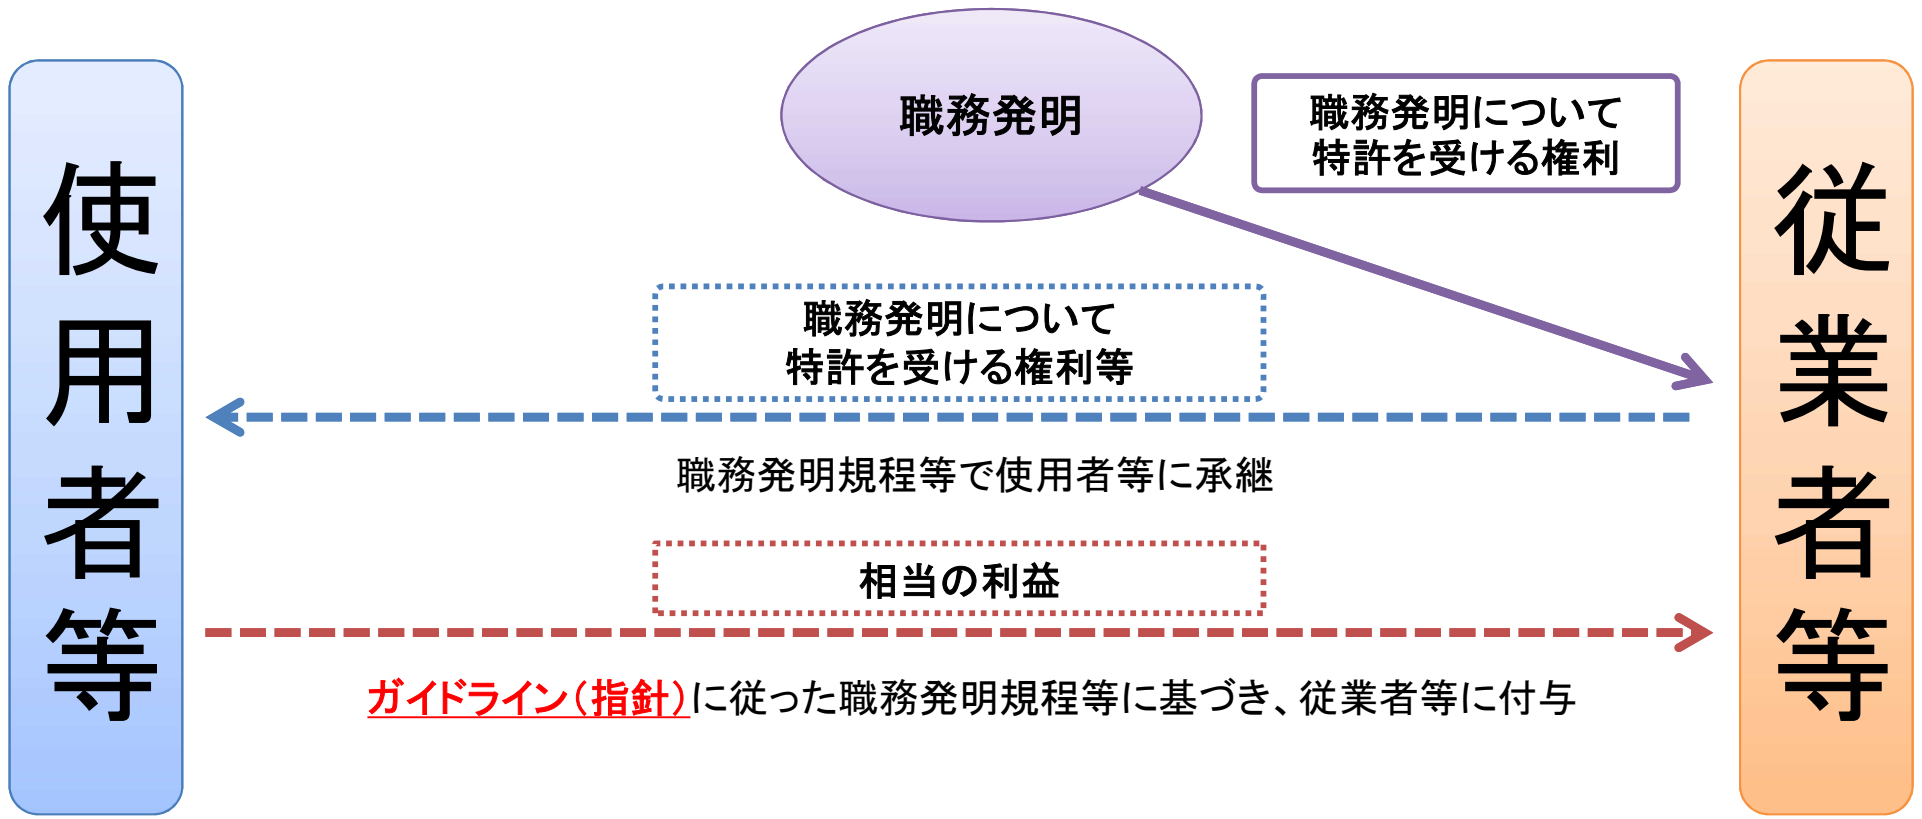 職務発明
職務発明について
特許を受ける権利
使用者等
従業者等
職務発明について
特許を受ける権利等
職務発明規程等で使用者等に承継
相当の利益
ガイドライン（指針）に従った職務発明規程等に基づき、従業者等に付与